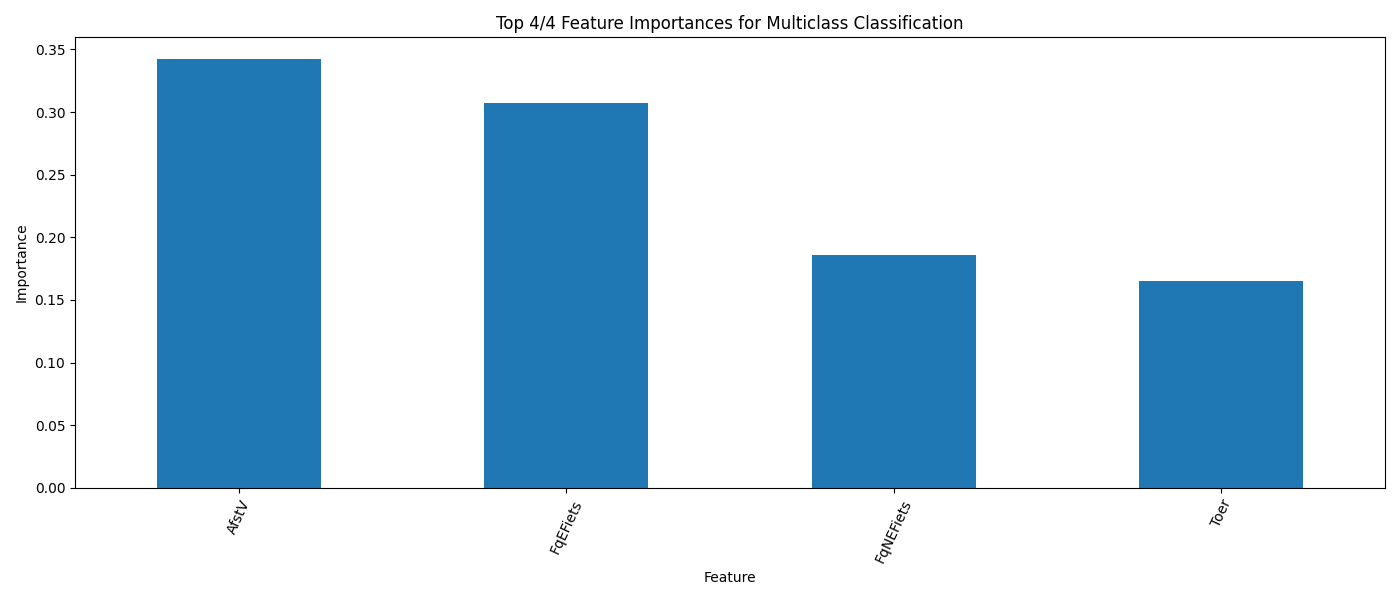 Top 4/4 Feature Importances for Multiclass Classification
0.35
0.30
0.25
0.20
0.15
0.10
0.05
0.00
Importance
AfstV
FqEFiets
FqNEFiets
Toer
Feature